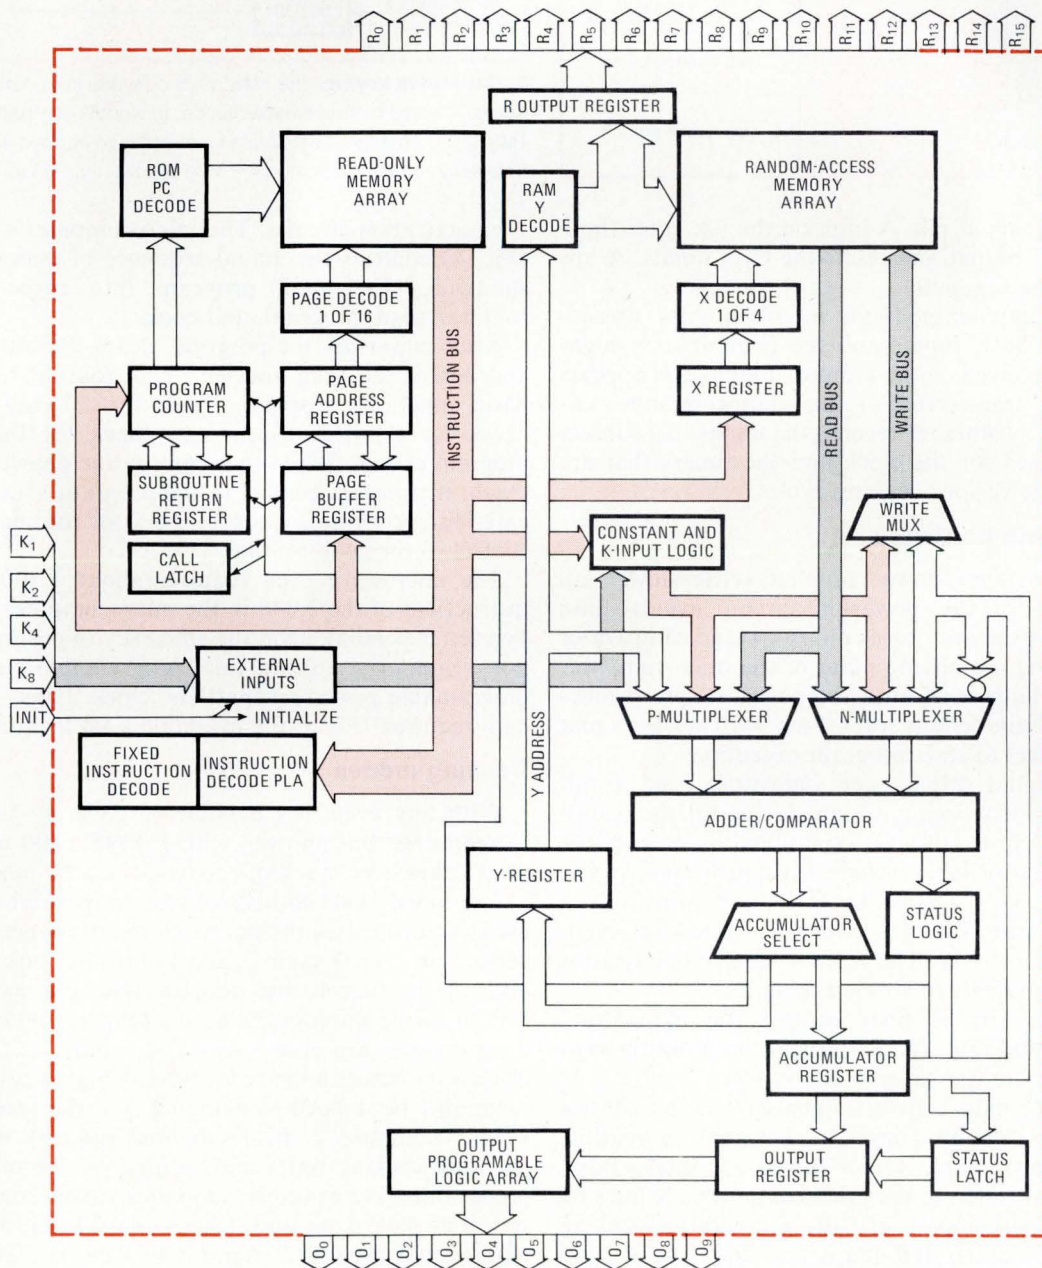 R₀ R₁ R₂ R₃ R₄ R₅ R₆ R₇ R₈ R₉ R₁₀ R₁₁ R₁₂ R₁₃ R₁₄ R₁₅
R OUTPUT REGISTER
ROM
PC
DECODE
READ-ONLY
MEMORY
ARRAY
RAM
Y
DECODE
RANDOM-ACCESS
MEMORY
ARRAY
PAGE DECODE
1 OF 16
X DECODE
1 OF 4
INSTRUCTION BUS
READ BUS
WRITE BUS
PROGRAM
COUNTER
PAGE
ADDRESS
REGISTER
X REGISTER
SUBROUTINE
RETURN
REGISTER
PAGE
BUFFER
REGISTER
WRITE
MUX
CONSTANT AND
K-INPUT LOGIC
CALL
LATCH
K₁
K₂
K₄
K₈
INIT
EXTERNAL
INPUTS
INITIALIZE
P-MULTIPLEXER
N-MULTIPLEXER
FIXED
INSTRUCTION
DECODE
INSTRUCTION
DECODE PLA
Y ADDRESS
ADDER/COMPARATOR
Y-REGISTER
ACCUMULATOR
SELECT
STATUS
LOGIC
ACCUMULATOR
REGISTER
OUTPUT
PROGRAMABLE
LOGIC ARRAY
OUTPUT
REGISTER
STATUS
LATCH
O₀ O₁ O₂ O₃ O₄ O₅ O₆ O₇ O₈ O₉